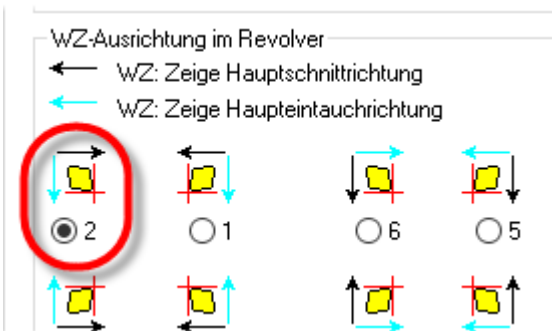 WZ-Ausrichtung im Revolver
WZ: Zeige Hauptschnittrichtung
WZ: Zeige Haupteintauchrichtung
2 1 6 5